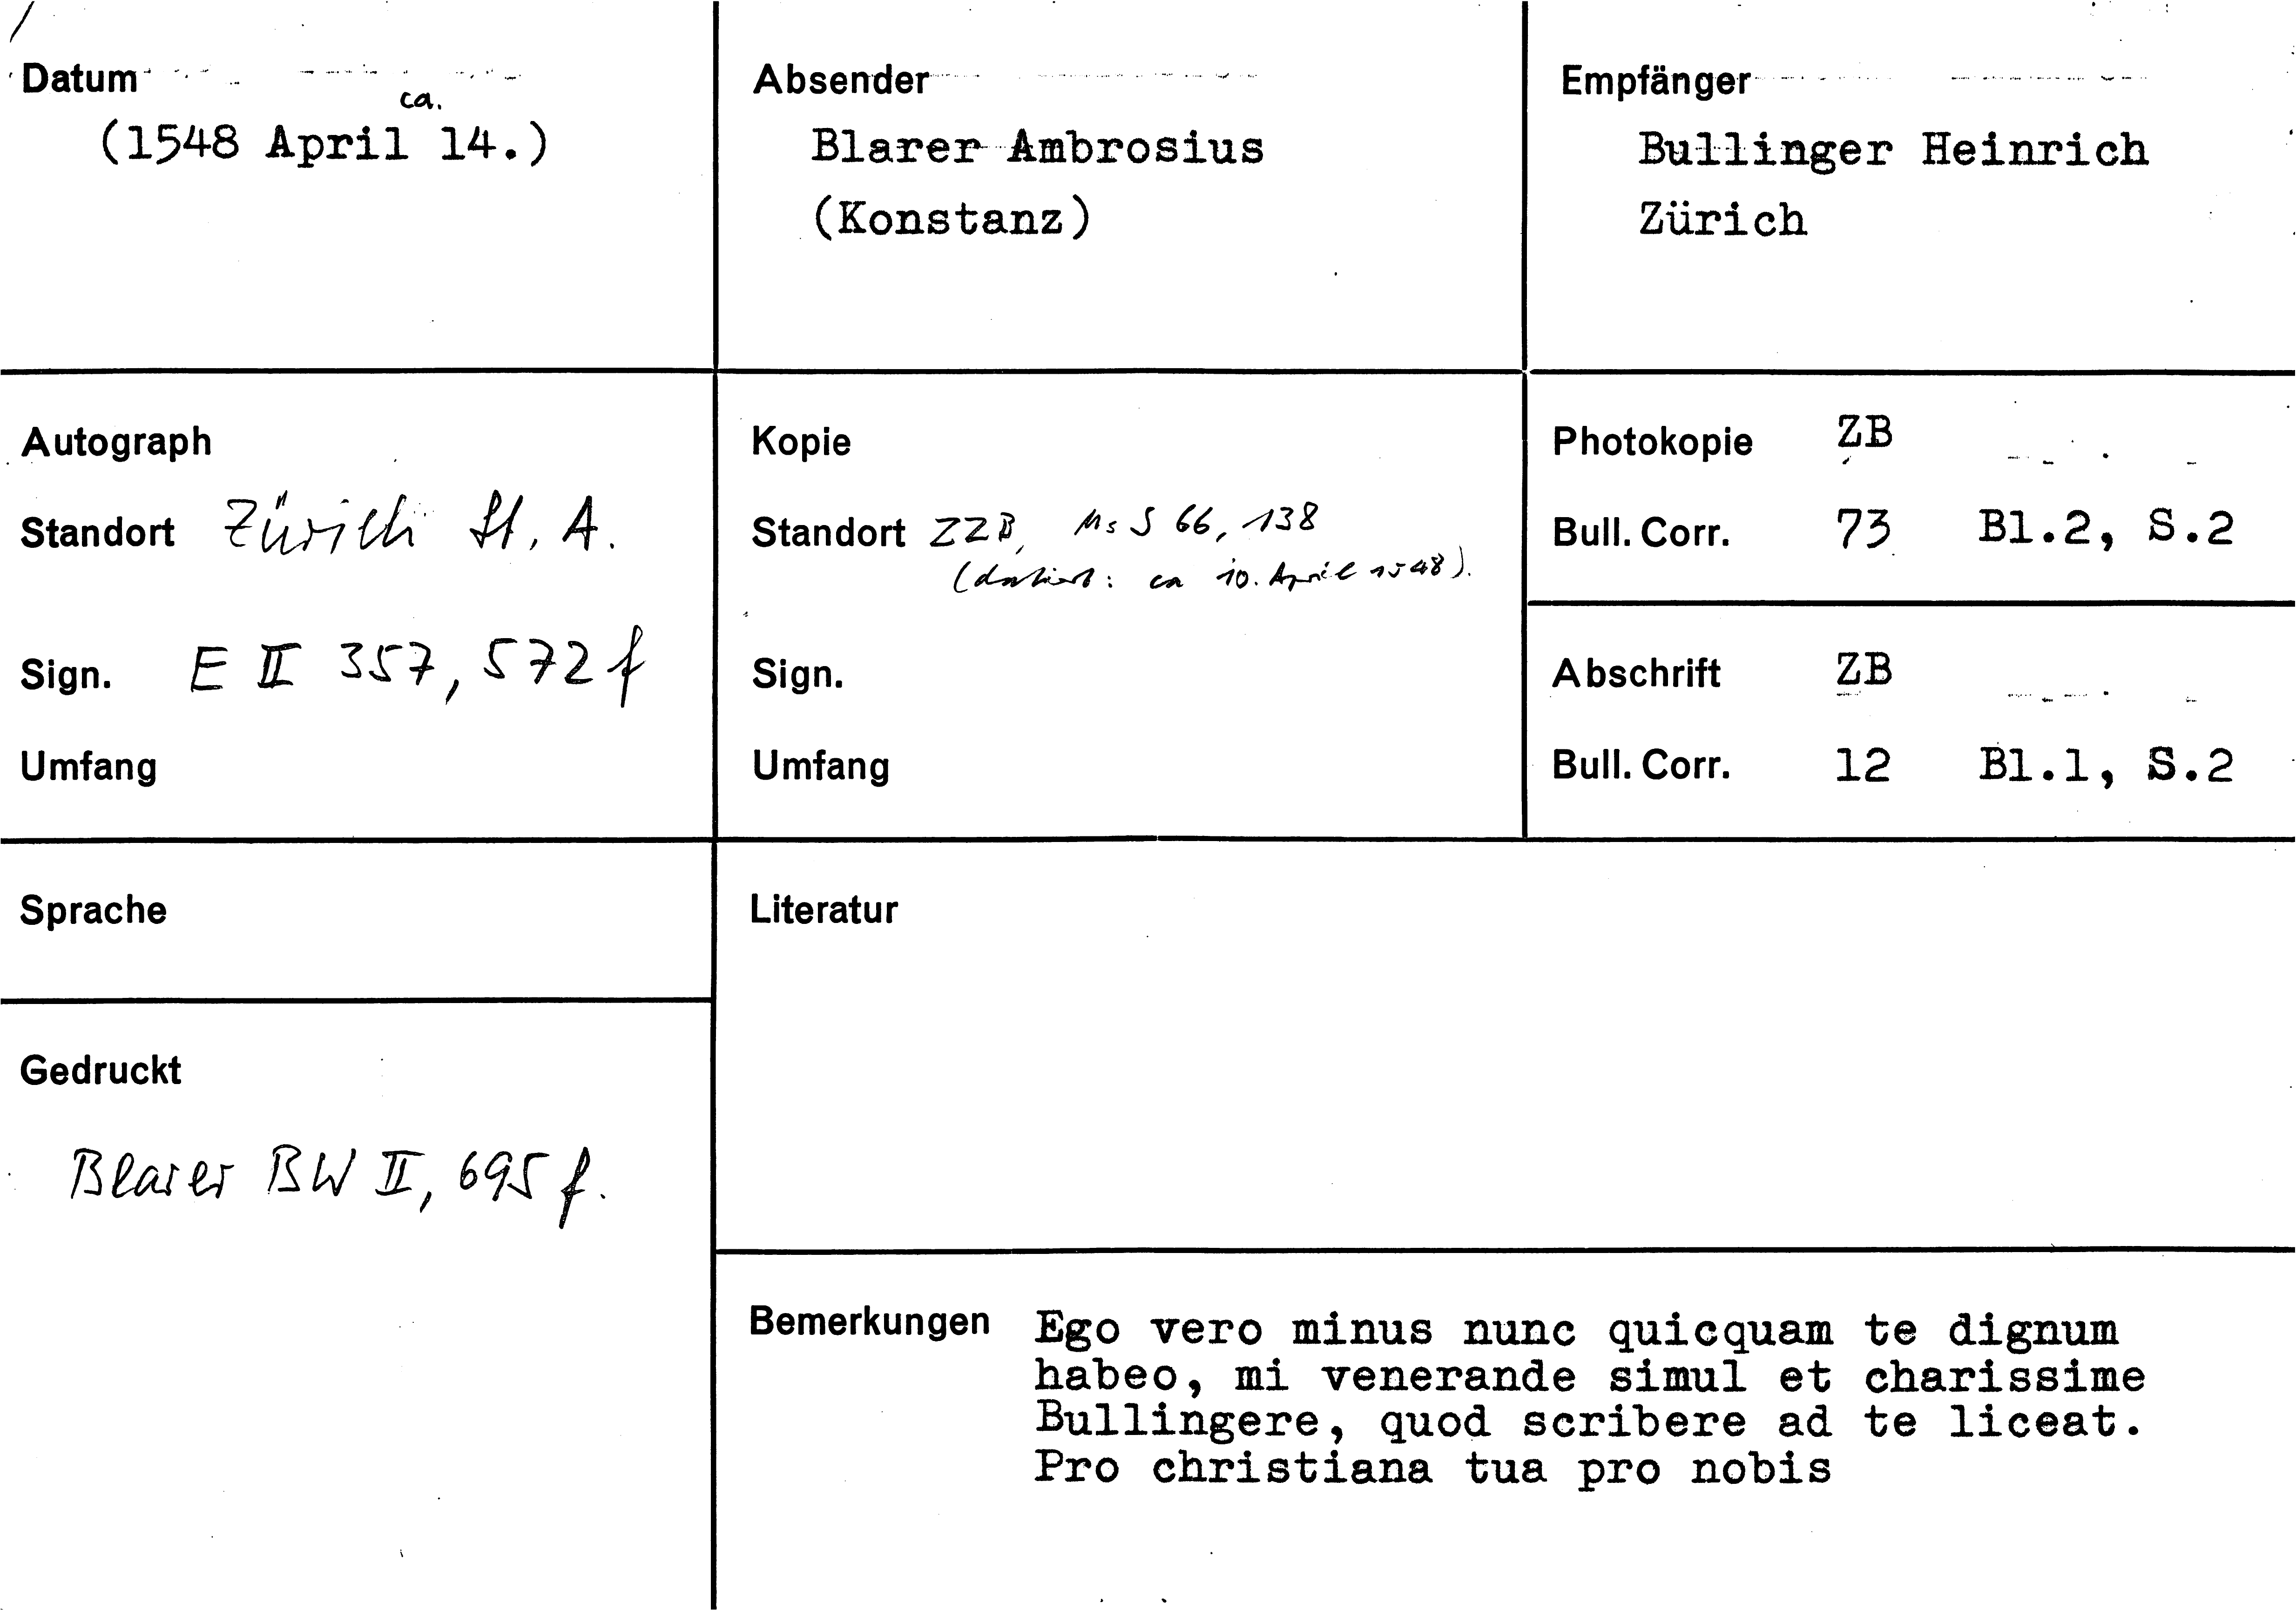 Datum
ca.
(1548 April 14.)
Absender
Blarer Ambrosius
(Konstanz)
Empfänger
Bullinger Heinrich
Zürich
Autograph
Standort Zürich St. A.
Sign. E II 357, 572 f
Umfang
Kopie
Standort ZZB, Ms S 66, 138
(datiert: ca 10. April 1548).
Sign.
Umfang
Photokopie ZB
Bull. Corr. 73 Bl.2, S.2
Abschrift ZB
Bull. Corr. 12 Bl.1, S.2
Sprache
Literatur
Gedruckt
Blarer BW II, 695 f.
Bemerkungen Ego vero minus nunc quicquam te dignum
habeo, mi venerande simul et charissime
Bullingere, quod scribere ad te liceat.
Pro christiana tua pro nobis